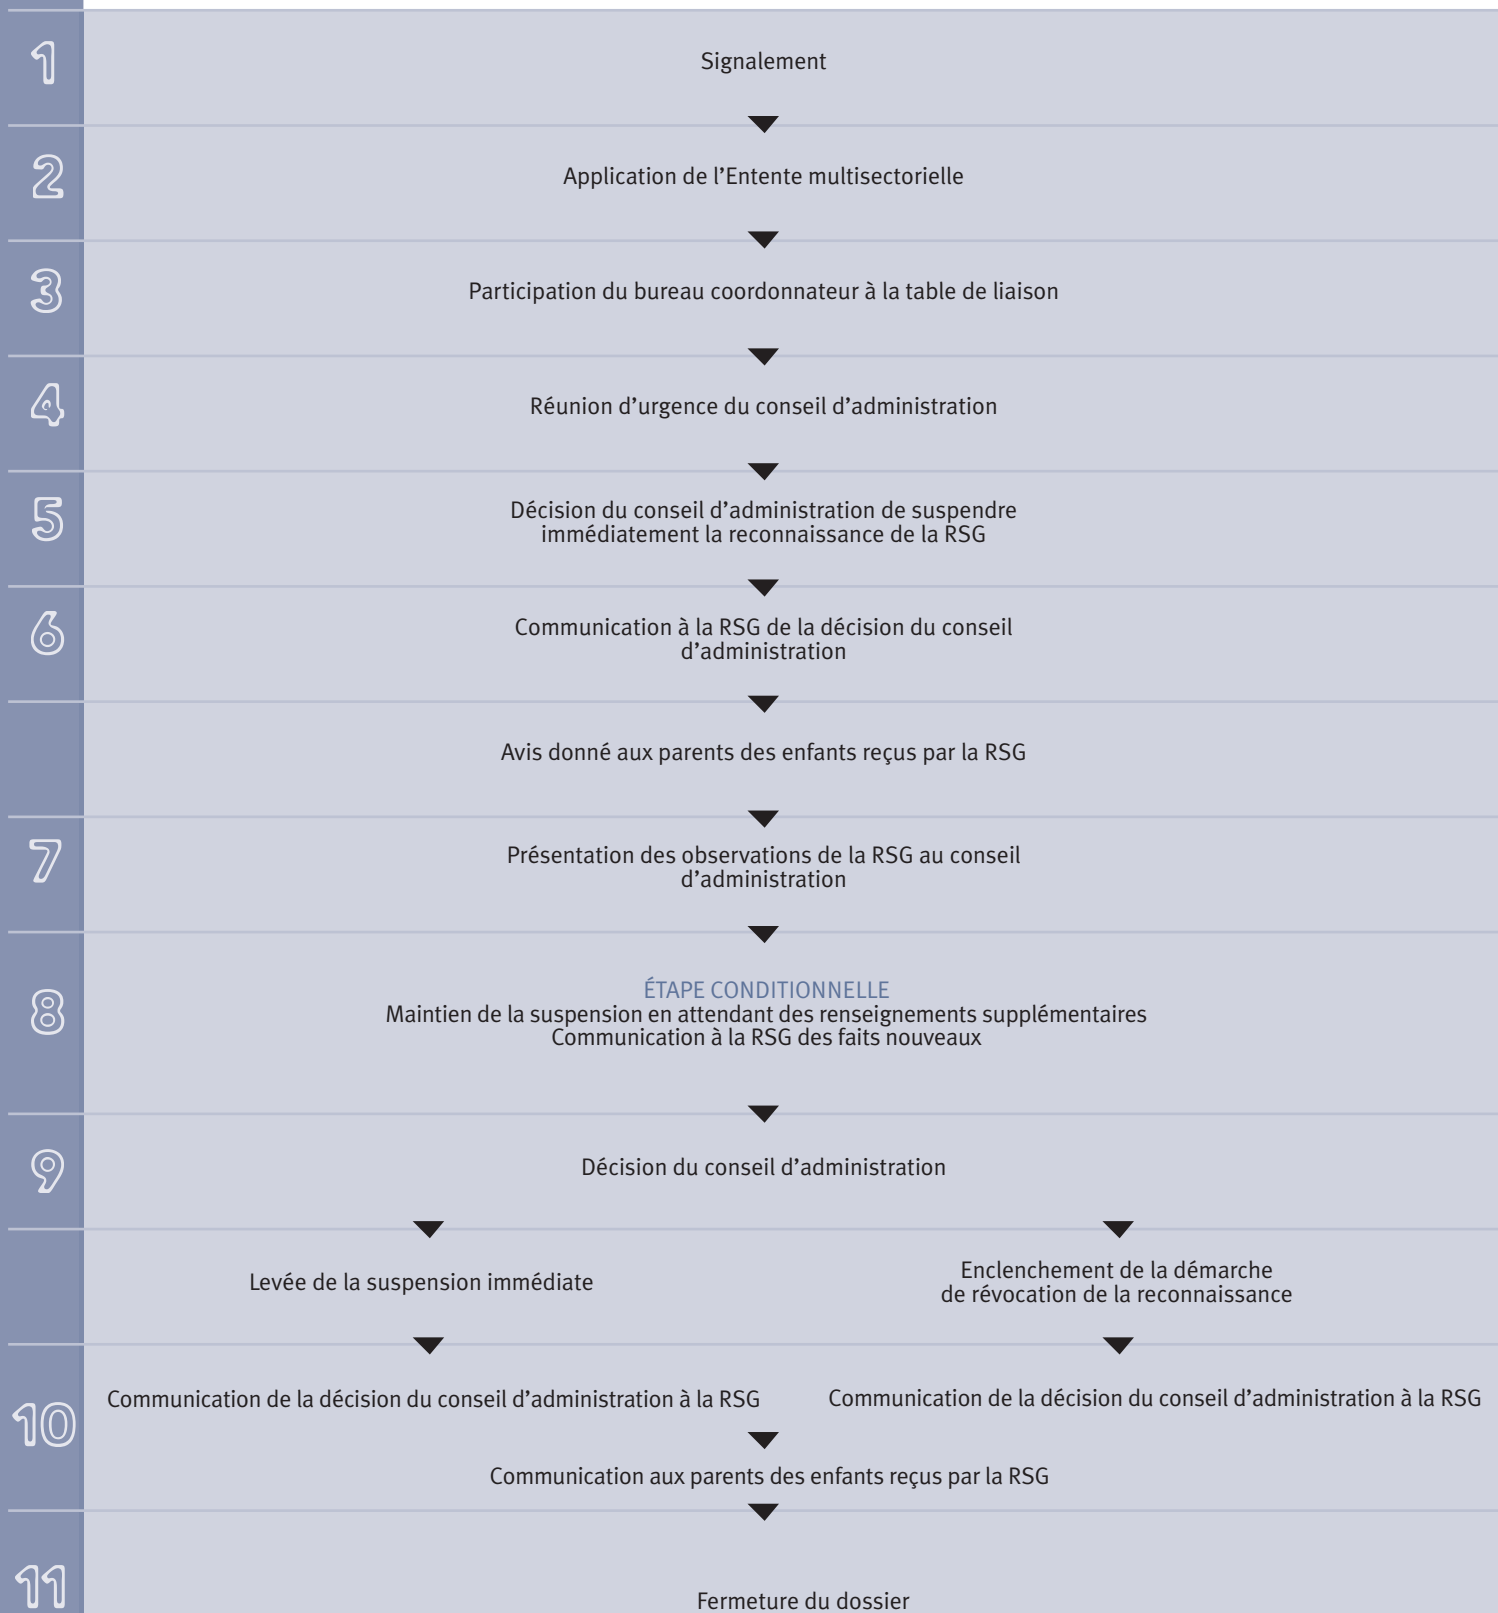 1
Signalement
2
Application de l’Entente multisectorielle
3
Participation du bureau coordonnateur à la table de liaison
4
Réunion d’urgence du conseil d’administration
5
Décision du conseil d’administration de suspendre
immédiatement la reconnaissance de la RSG
6
Communication à la RSG de la décision du conseil
d’administration
Avis donné aux parents des enfants reçus par la RSG
7
Présentation des observations de la RSG au conseil
d’administration
8
ÉTAPE CONDITIONNELLE
Maintien de la suspension en attendant des renseignements supplémentaires
Communication à la RSG des faits nouveaux
9
Décision du conseil d’administration
Levée de la suspension immédiate
Enclenchement de la démarche
de révocation de la reconnaissance
10
Communication de la décision du conseil d’administration à la RSG
Communication de la décision du conseil d’administration à la RSG
Communication aux parents des enfants reçus par la RSG
11
Fermeture du dossier